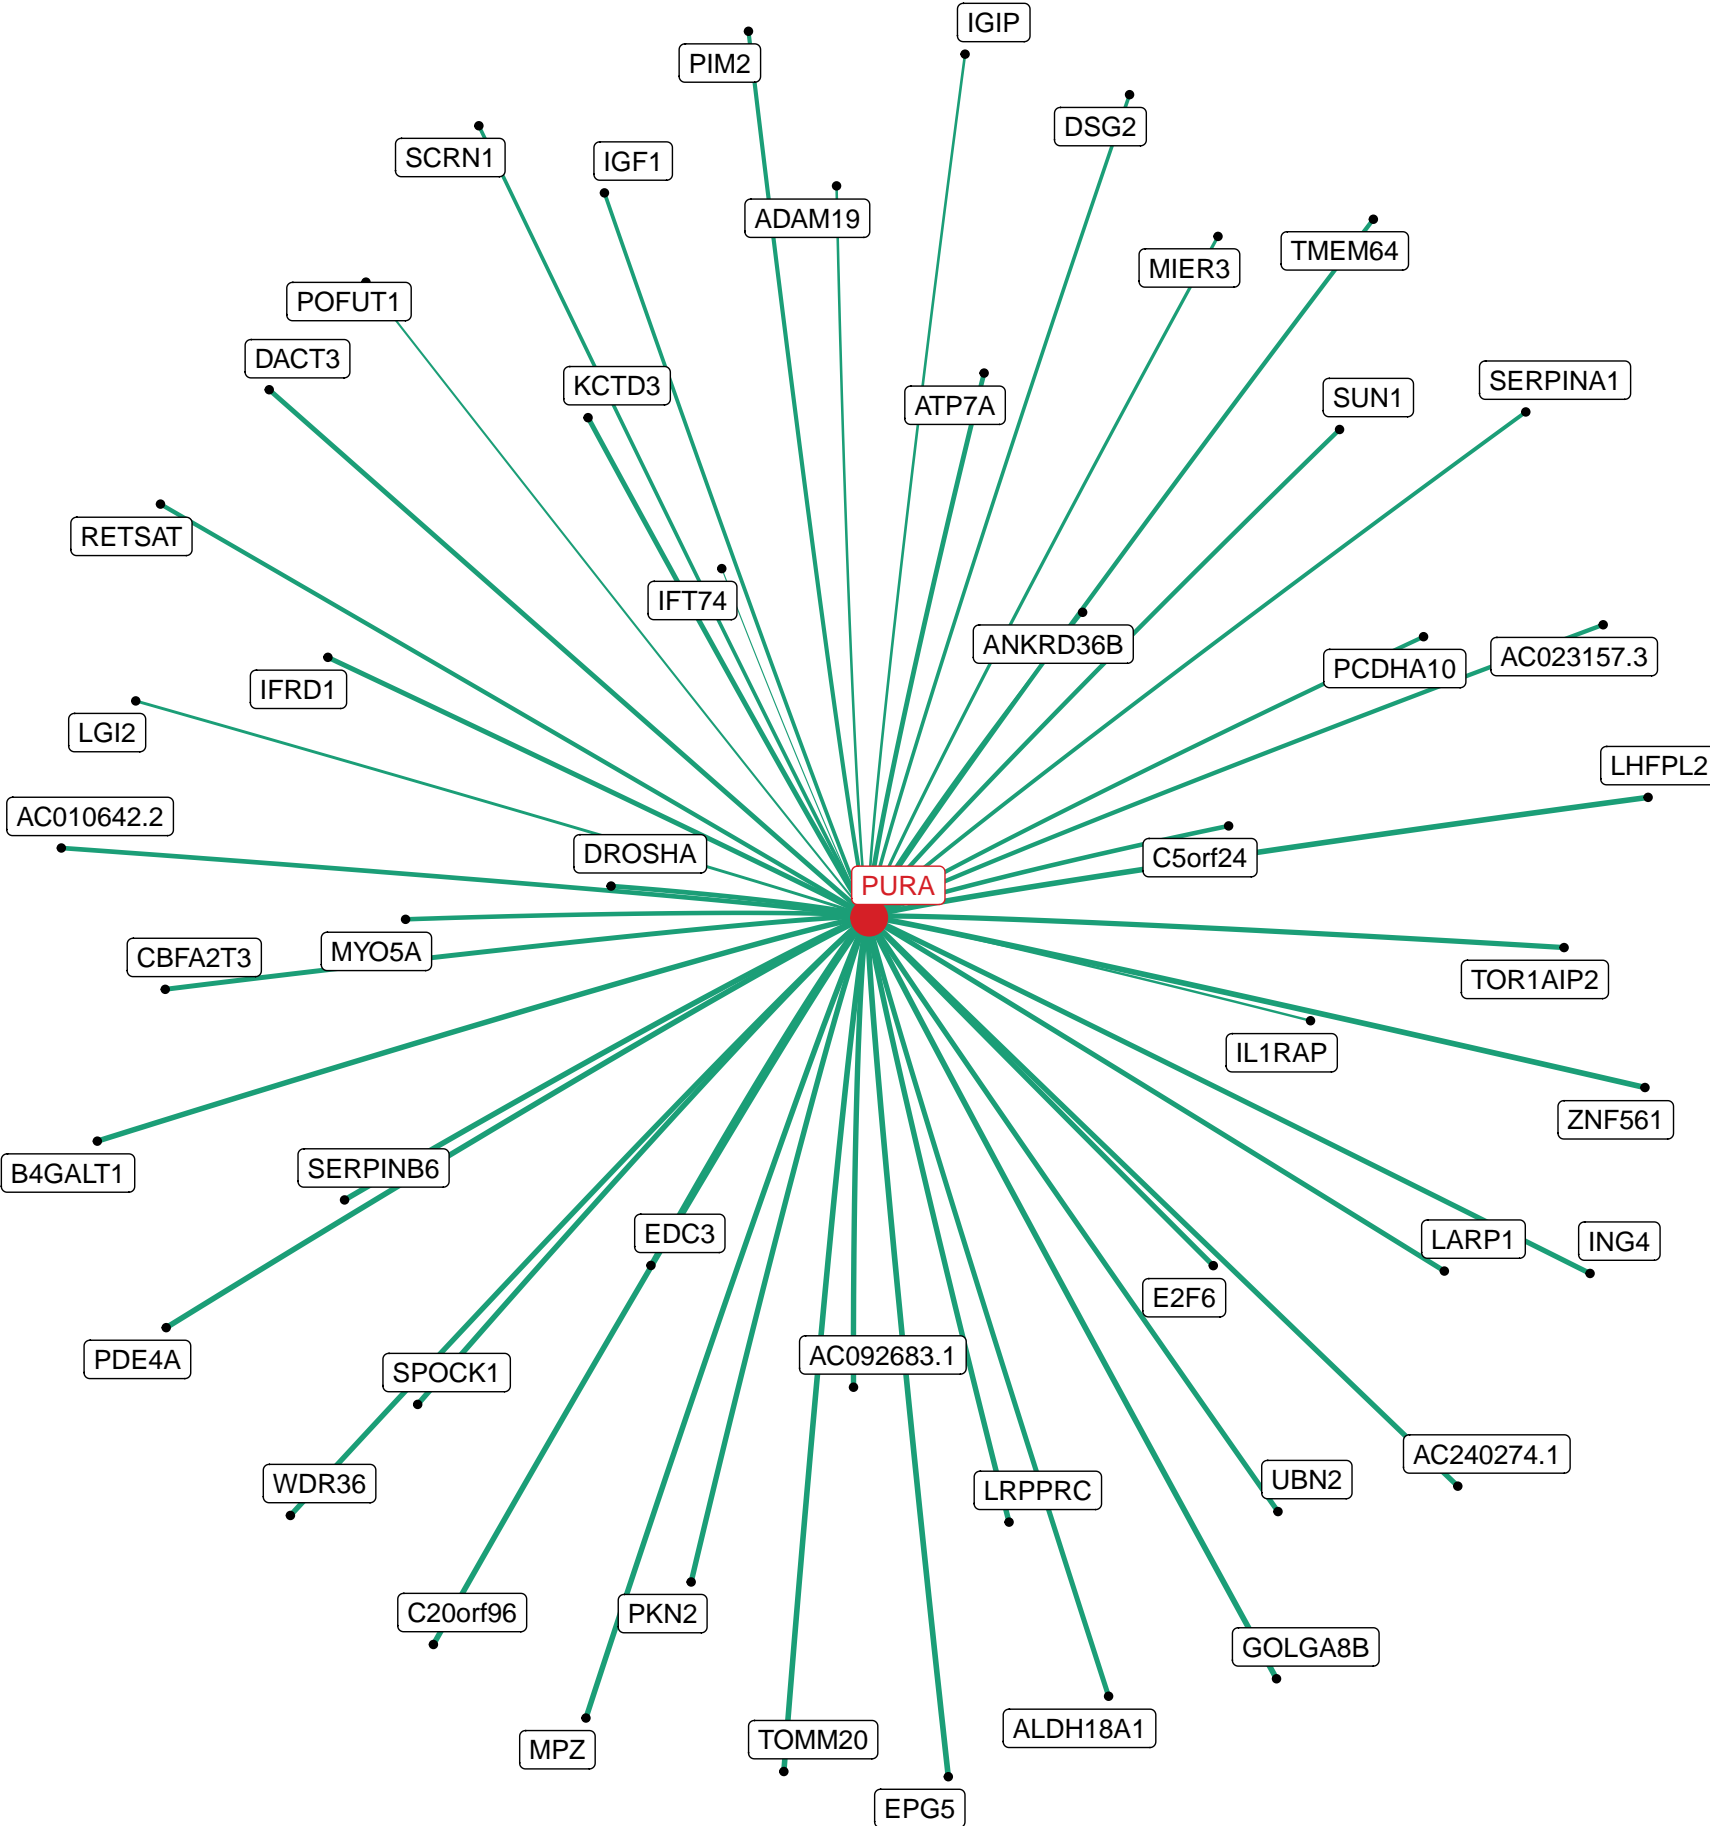 IGIP
PIM2
DSG2
SCRN1
IGF1
ADAM19
TMEM64
MIER3
POFUT1
DACT3
KCTD3
SERPINA1
SUN1
ATP7A
RETSAT
IFT74
ANKRD36B
AC023157.3
PCDHA10
IFRD1
LGI2
LHFPL2
AC010642.2
DROSHA
C5orf24
PURA
MYO5A
CBFA2T3
TOR1AIP2
IL1RAP
ZNF561
SERPINB6
B4GALT1
EDC3
LARP1
ING4
E2F6
PDE4A
AC092683.1
SPOCK1
AC240274.1
WDR36
UBN2
LRPPRC
C20orf96
PKN2
GOLGA8B
ALDH18A1
TOMM20
MPZ
EPG5